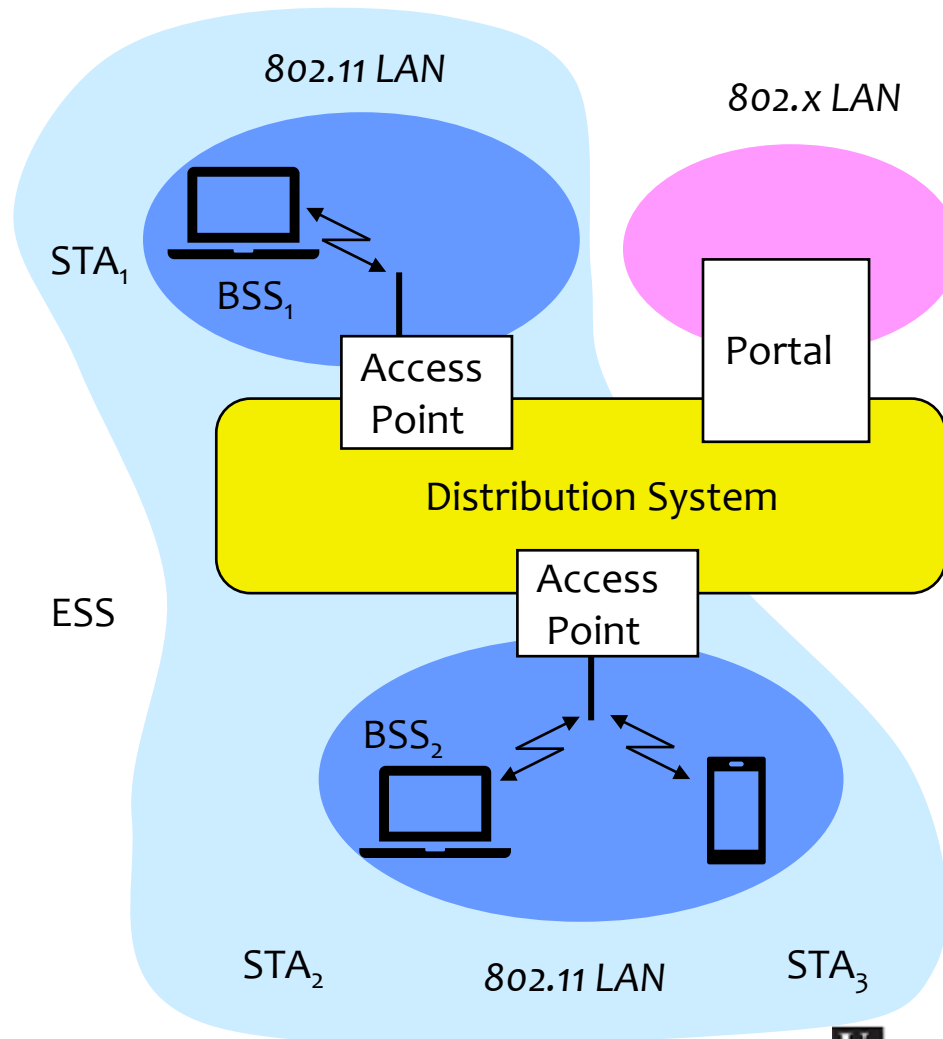 802.11 LAN
802.x LAN
STA₁
BSS₁
Access
Point
Portal
Distribution System
Access
Point
ESS
BSS₂
STA₂
802.11 LAN
STA₃